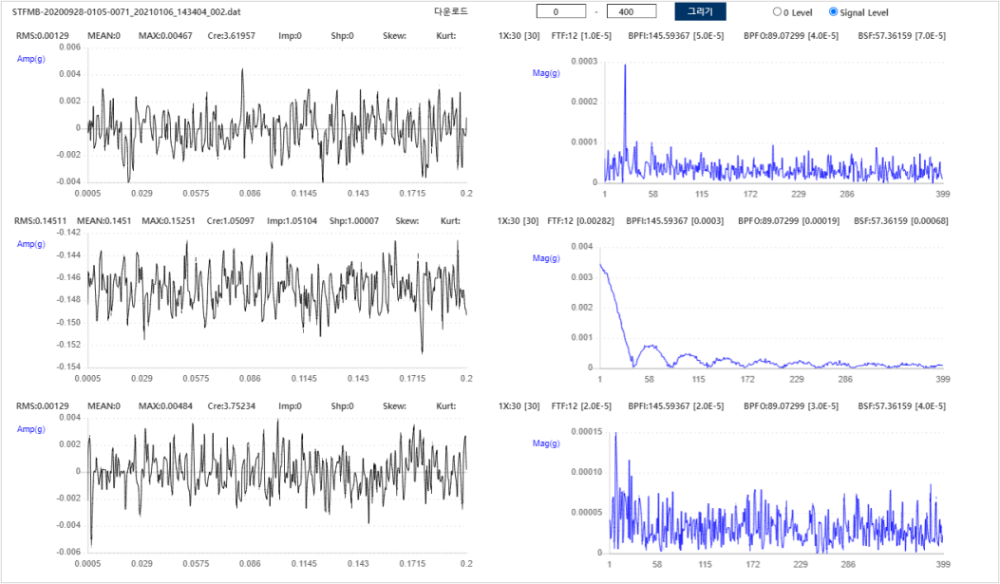 STFMB-20200928-0105-0071_20210106_143404_002.dat 다운로드 0 - 400 그리기 0 Level Signal Level
RMS:0.00129 MEAN:0 MAX:0.00467 Cre:3.61957 Imp:0 Shp:0 Skew: Kurt:
Amp(g)
0.006
0.004
0.002
0
-0.002
-0.004
0.0005 0.029 0.0575 0.086 0.1145 0.143 0.1715 0.2
1X:30 [30] FTF:12 [1.0E-5] BPFI:145.59367 [5.0E-5] BPFO:89.07299 [4.0E-5] BSF:57.36159 [7.0E-5]
Mag(g)
0.0003
0.0002
0.0001
0
1 58 115 172 229 286 399
RMS:0.14511 MEAN:0.1451 MAX:0.15251 Cre:1.05097 Imp:1.05104 Shp:1.00007 Skew: Kurt:
Amp(g)
-0.142
-0.144
-0.146
-0.148
-0.150
-0.152
-0.154
0.0005 0.029 0.0575 0.086 0.1145 0.143 0.1715 0.2
1X:30 [30] FTF:12 [0.00282] BPFI:145.59367 [0.0003] BPFO:89.07299 [0.00019] BSF:57.36159 [0.00068]
Mag(g)
0.004
0.003
0.002
0.001
0
1 58 115 172 229 286 399
RMS:0.00129 MEAN:0 MAX:0.00484 Cre:3.75234 Imp:0 Shp:0 Skew: Kurt:
Amp(g)
0.004
0.002
0
-0.002
-0.004
-0.006
0.0005 0.029 0.0575 0.086 0.1145 0.143 0.1715 0.2
1X:30 [30] FTF:12 [2.0E-5] BPFI:145.59367 [2.0E-5] BPFO:89.07299 [3.0E-5] BSF:57.36159 [4.0E-5]
Mag(g)
0.00015
0.00010
0.00005
0
1 58 115 172 229 286 399